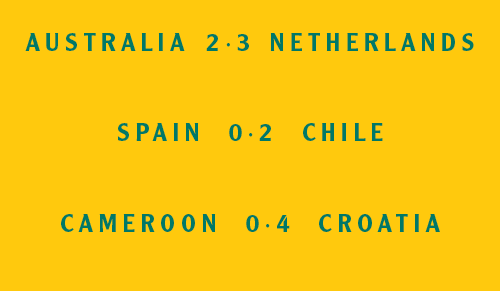 AUSTRALIA 2·3 NETHERLANDS
SPAIN 0·2 CHILE
CAMEROON 0·4 CROATIA